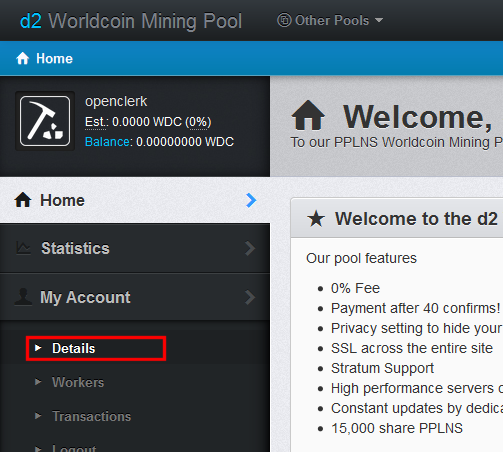 d2 Worldcoin Mining Pool
Other Pools
Home
openclerk
Est.: 0.0000 WDC (0%)
Balance: 0.00000000 WDC
Home
Statistics
My Account
Details
Workers
Transactions
Logout
Welcome,
To our PPLNS Worldcoin Mining P
Welcome to the d2
Our pool features
0% Fee
Payment after 40 confirms!
Privacy setting to hide your
SSL across the entire site
Stratum Support
High performance servers
Constant updates by dedica
15,000 share PPLNS